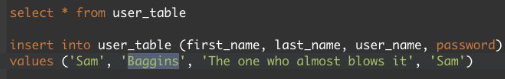 select * from user_table
insert into user_table (first_name, last_name, user_name, password)
values ('Sam', 'Baggins', 'The one who almost blows it', 'Sam')